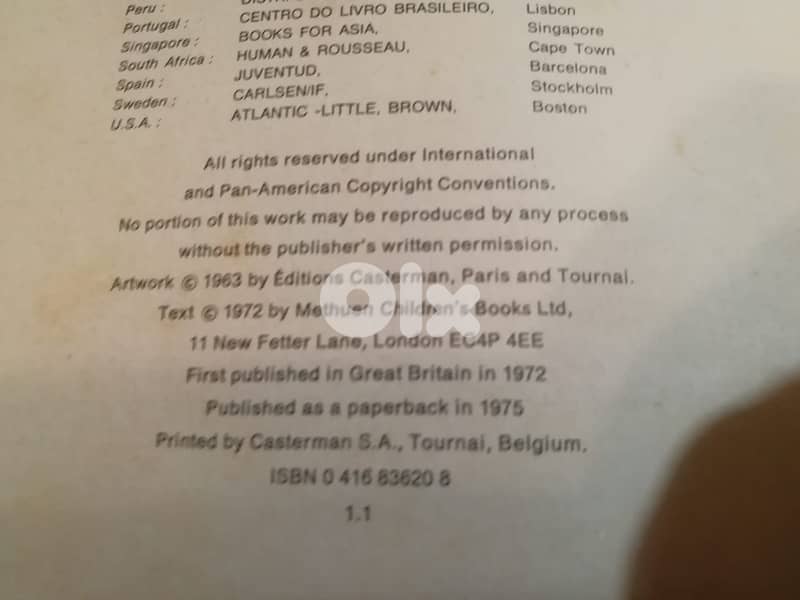 Peru :
Portugal : CENTRO DO LIVRO BRASILEIRO, Lisbon
Singapore : BOOKS FOR ASIA, Singapore
South Africa : HUMAN & ROUSSEAU, Cape Town
Spain : JUVENTUD, Barcelona
Sweden : CARLSEN/IF, Stockholm
U.S.A. : ATLANTIC -LITTLE, BROWN, Boston
All rights reserved under International
and Pan-American Copyright Conventions.
No portion of this work may be reproduced by any process
without the publisher's written permission.
Artwork © 1963 by Éditions Casterman, Paris and Tournai.
Text © 1972 by Methuen Children's Books Ltd,
11 New Fetter Lane, London EC4P 4EE
First published in Great Britain in 1972
Published as a paperback in 1975
Printed by Casterman S.A., Tournai, Belgium.
ISBN 0 416 83620 8
1.1
olx